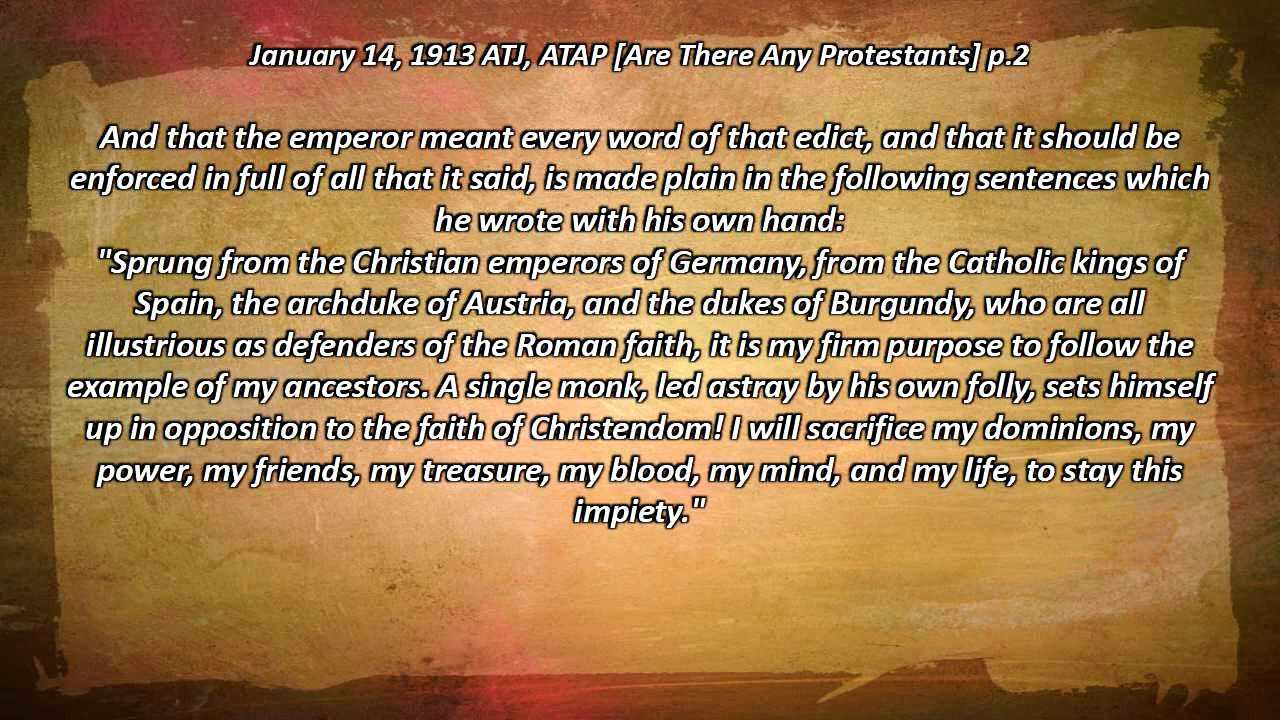 January 14, 1913 ATJ, ATAP [Are There Any Protestants] p.2
And that the emperor meant every word of that edict, and that it should be
enforced in full of all that it said, is made plain in the following sentences which
he wrote with his own hand:
"Sprung from the Christian emperors of Germany, from the Catholic kings of
Spain, the archduke of Austria, and the dukes of Burgundy, who are all
illustrious as defenders of the Roman faith, it is my firm purpose to follow the
example of my ancestors. A single monk, led astray by his own folly, sets himself
up in opposition to the faith of Christendom! I will sacrifice my dominions, my
power, my friends, my treasure, my blood, my mind, and my life, to stay this
impiety."